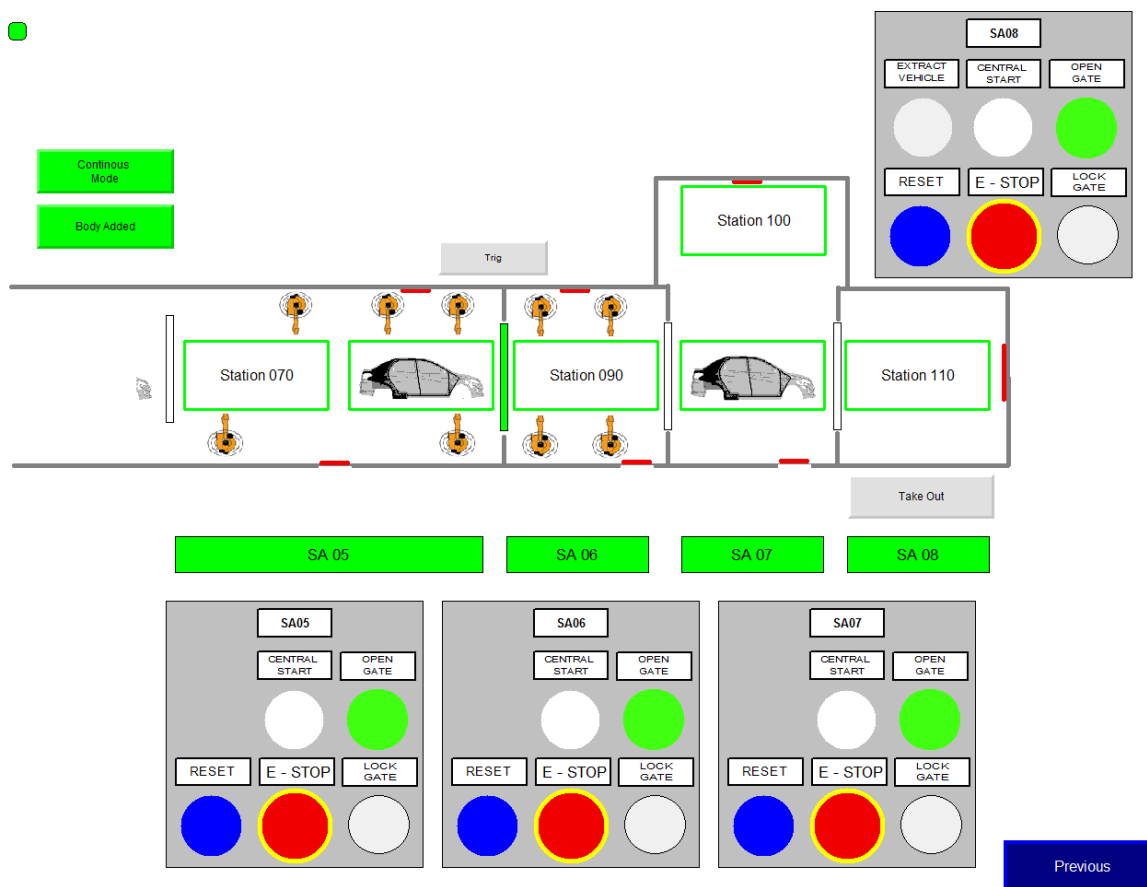 SA08
EXTRACT
VEHICLE
CENTRAL
START
OPEN
GATE
RESET
E - STOP
LOCK
GATE
Continous
Mode
Body Added
Station 100
Trig
Station 070
Station 090
Station 110
Take Out
SA 05
SA 06
SA 07
SA 08
SA05
CENTRAL
START
OPEN
GATE
RESET
E - STOP
LOCK
GATE
SA06
CENTRAL
START
OPEN
GATE
RESET
E - STOP
LOCK
GATE
SA07
CENTRAL
START
OPEN
GATE
RESET
E - STOP
LOCK
GATE
Previous